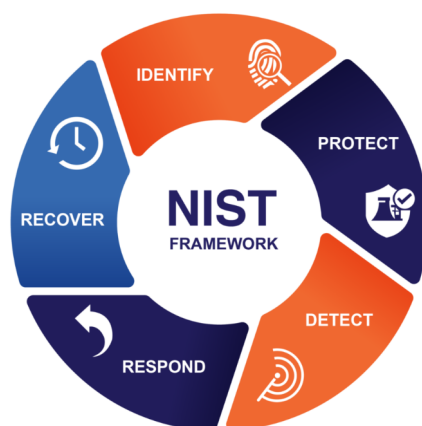 IDENTIFY
PROTECT
DETECT
RESPOND
RECOVER
NIST
FRAMEWORK